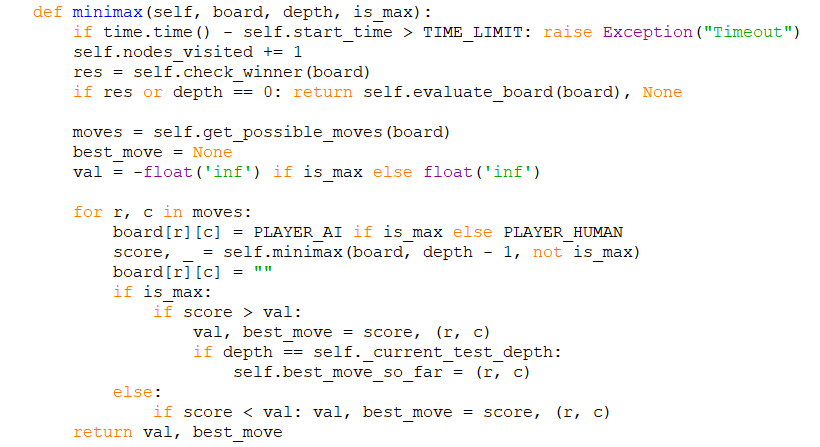 def minimax(self, board, depth, is_max):
    if time.time() - self.start_time > TIME_LIMIT: raise Exception("Timeout")
    self.nodes_visited += 1
    res = self.check_winner(board)
    if res or depth == 0: return self.evaluate_board(board), None

    moves = self.get_possible_moves(board)
    best_move = None
    val = -float('inf') if is_max else float('inf')

    for r, c in moves:
        board[r][c] = PLAYER_AI if is_max else PLAYER_HUMAN
        score, _ = self.minimax(board, depth - 1, not is_max)
        board[r][c] = ""
        if is_max:
            if score > val:
                val, best_move = score, (r, c)
                if depth == self._current_test_depth:
                    self.best_move_so_far = (r, c)
        else:
            if score < val: val, best_move = score, (r, c)
    return val, best_move